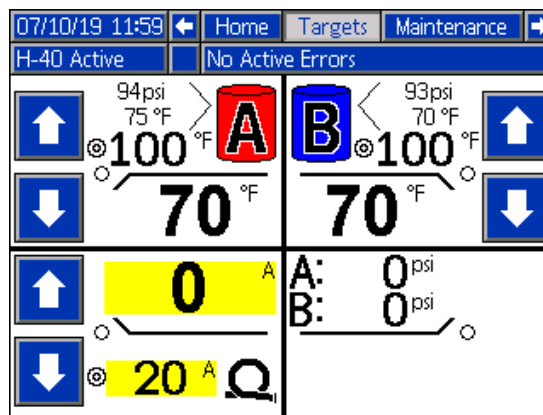 07/10/19 11:59 Home Targets Maintenance
H-40 Active No Active Errors
94psi
75 °F
100 °F
A
70 °F
B
93psi
70 °F
100 °F
70 °F
0 A
20 A
A: 0 psi
B: 0 psi